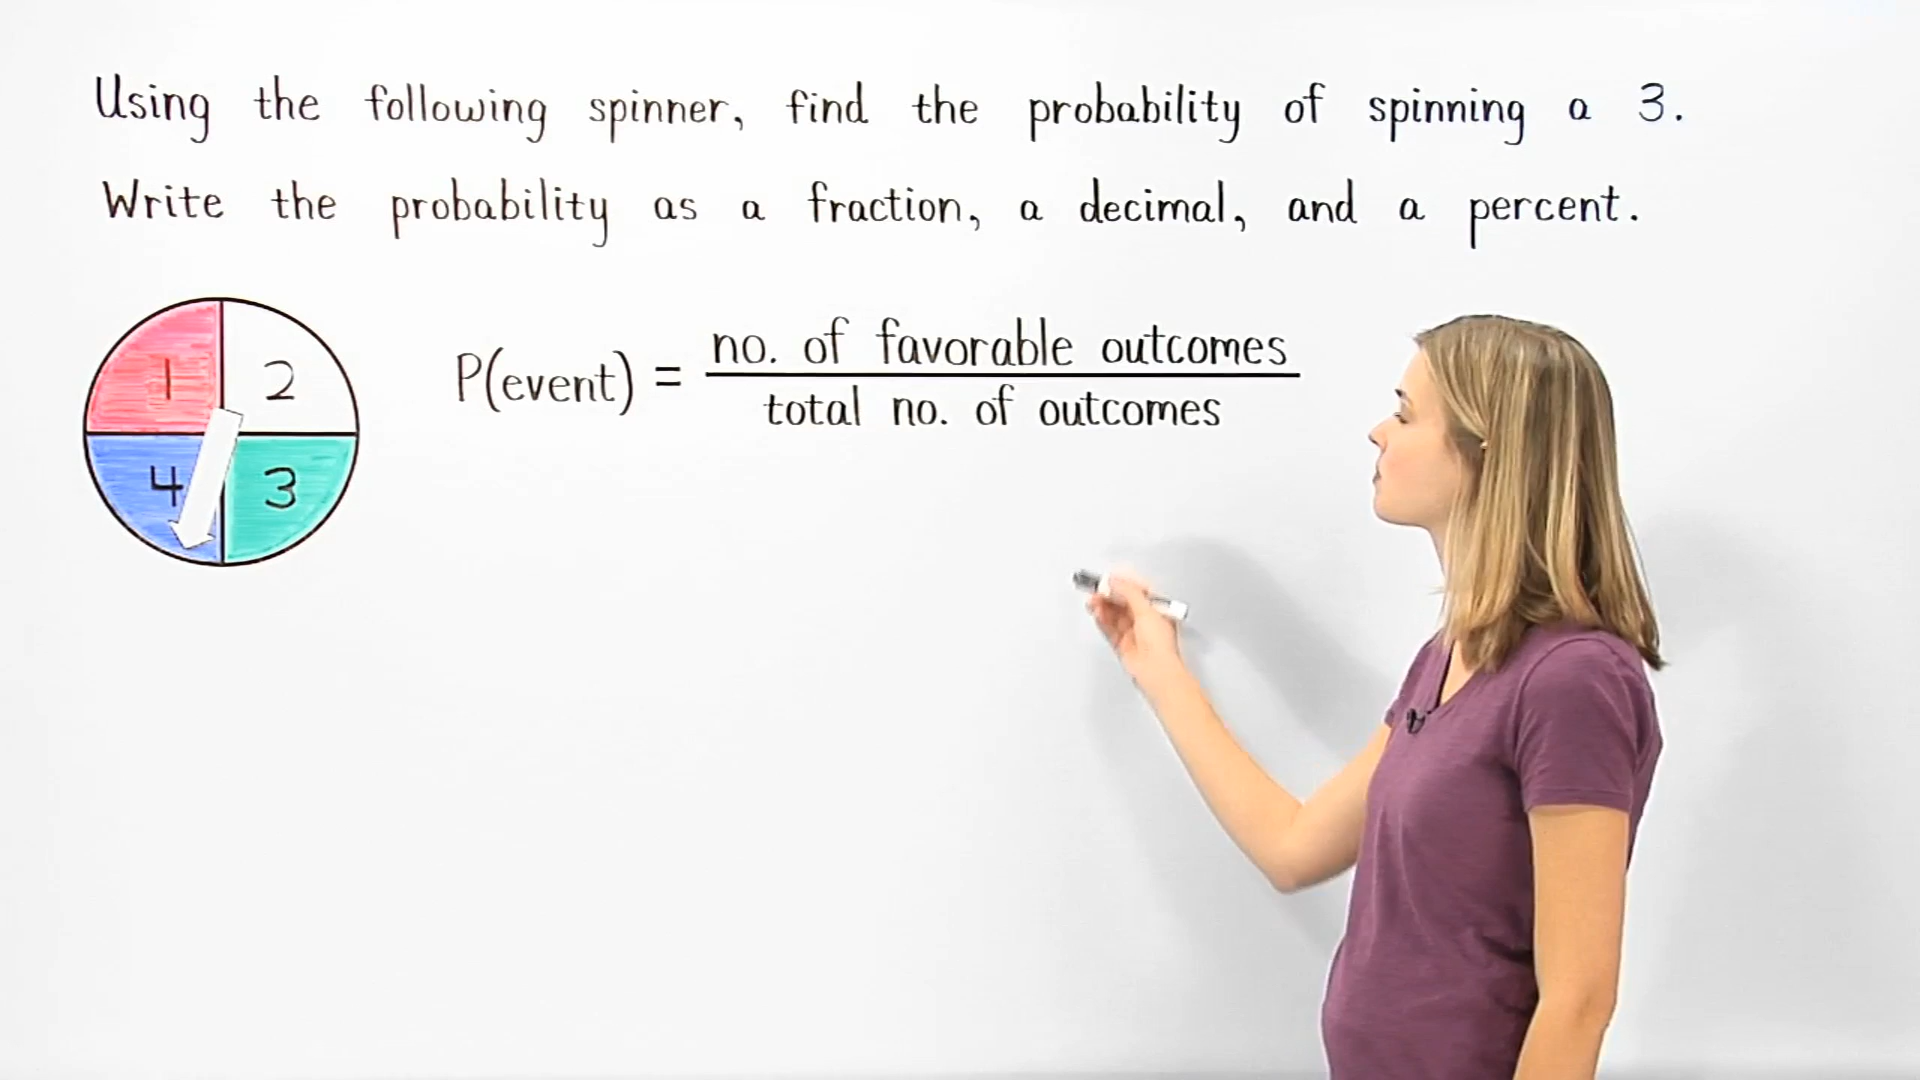 Using the following spinner, find the probability of spinning a 3.
Write the probability as a fraction, a decimal, and a percent.
1 2
4 3
P(event) = no. of favorable outcomes
total no. of outcomes